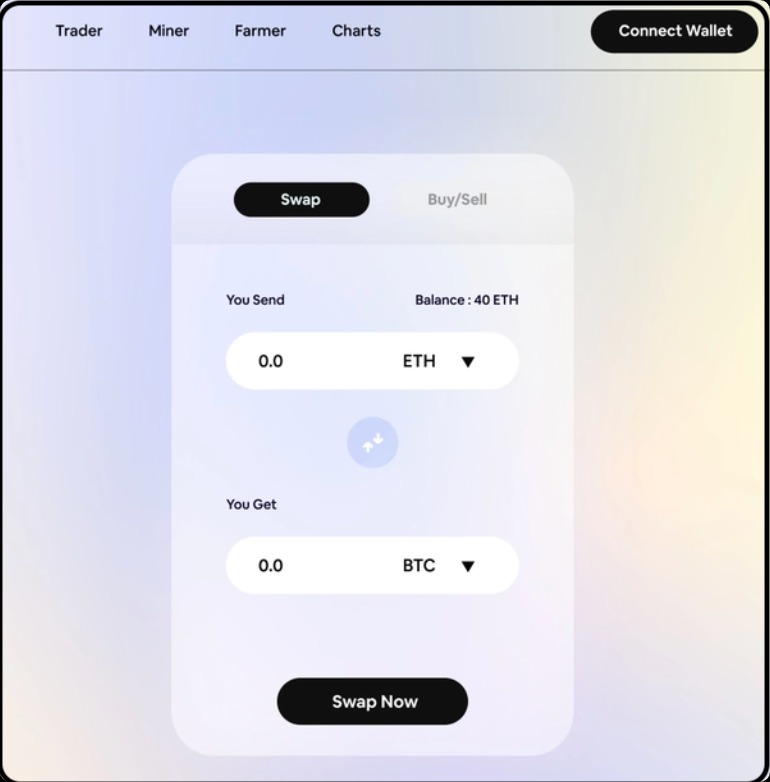 Trader Miner Farmer Charts Connect Wallet
Swap Buy/Sell
You Send Balance : 40 ETH
0.0 ETH ▼
You Get
0.0 BTC ▼
Swap Now